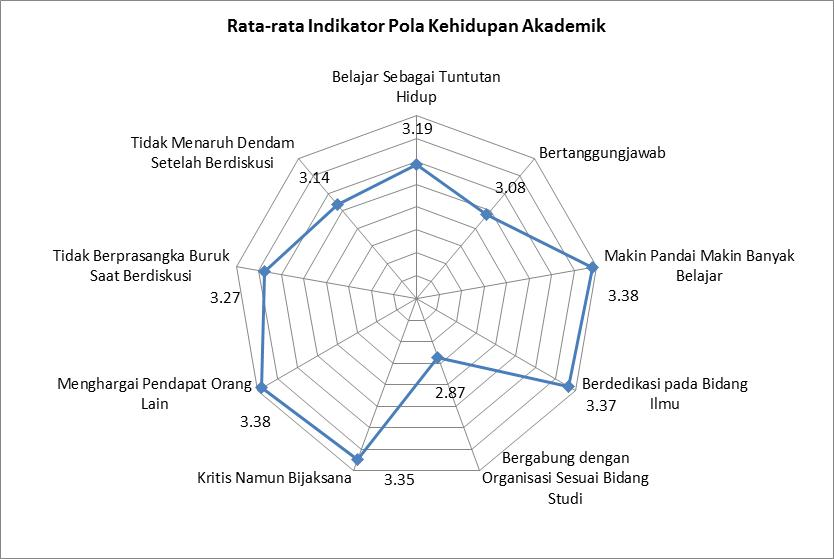 Rata-rata Indikator Pola Kehidupan Akademik
Belajar Sebagai Tuntutan
Hidup
3.19
Bertanggungjawab
3.08
Makin Pandai Makin Banyak
Belajar
3.38
Berdedikasi pada Bidang
Ilmu
3.37
Bergabung dengan
Organisasi Sesuai Bidang
Studi
2.87
Kritis Namun Bijaksana
3.35
Menghargai Pendapat Orang
Lain
3.38
Tidak Berprasangka Buruk
Saat Berdiskusi
3.27
Tidak Menaruh Dendam
Setelah Berdiskusi
3.14